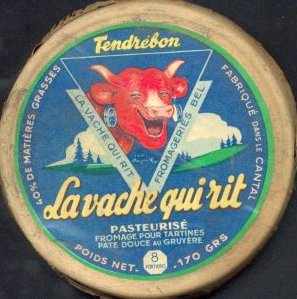 Tendrébon
40% DE MATIÈRES GRASSES
FABRIQUÉ DANS LE CANTAL
LA VACHE QUI RIT
FROMAGERIES BEL
La vache qui rit
PASTEURISÉ
FROMAGE POUR TARTINES
PATE DOUCE AU GRUYÈRE
8
POIDS NET. 170 GRS